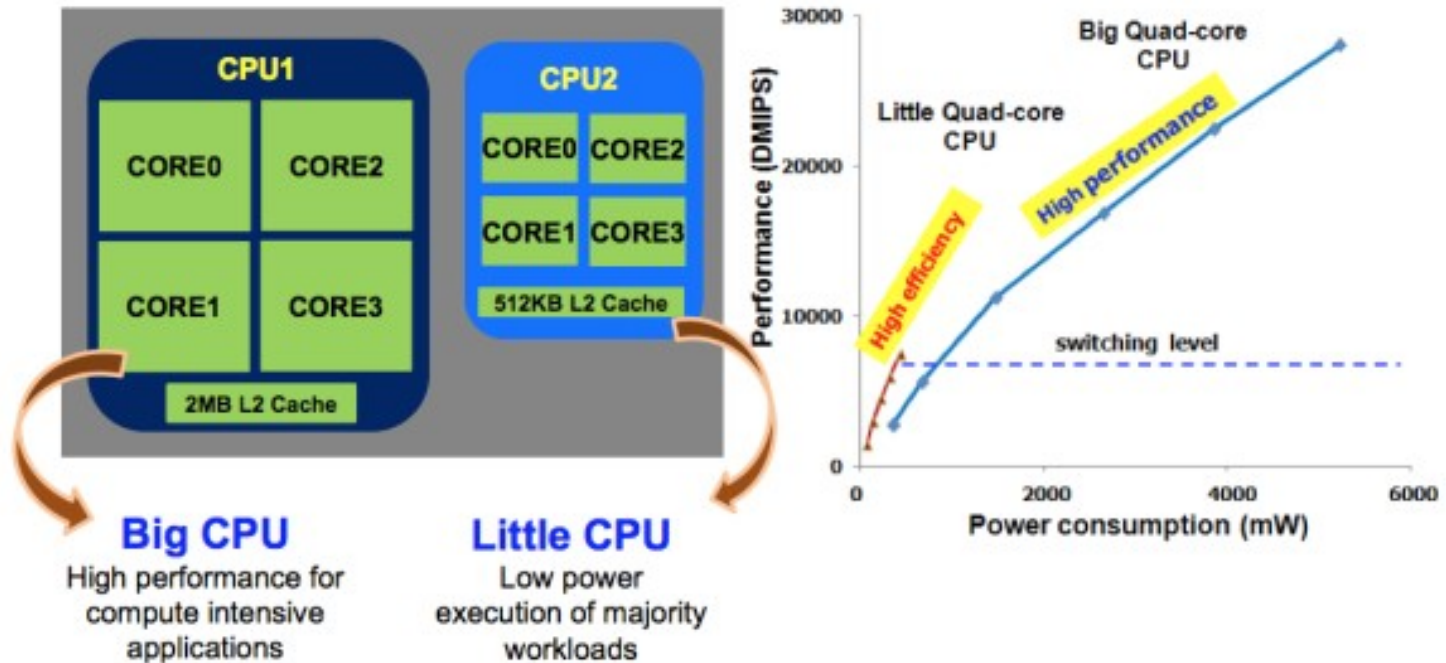 CPU1
CORE0
CORE2
CORE1
CORE3
2MB L2 Cache
CPU2
CORE0
CORE2
CORE1
CORE3
512KB L2 Cache
Big CPU
High performance for
compute intensive
applications
Little CPU
Low power
execution of majority
workloads
Performance (DMIPS)
30000
20000
10000
0
Big Quad-core
CPU
Little Quad-core
CPU
High performance
High efficiency
switching level
0
2000
4000
6000
Power consumption (mW)